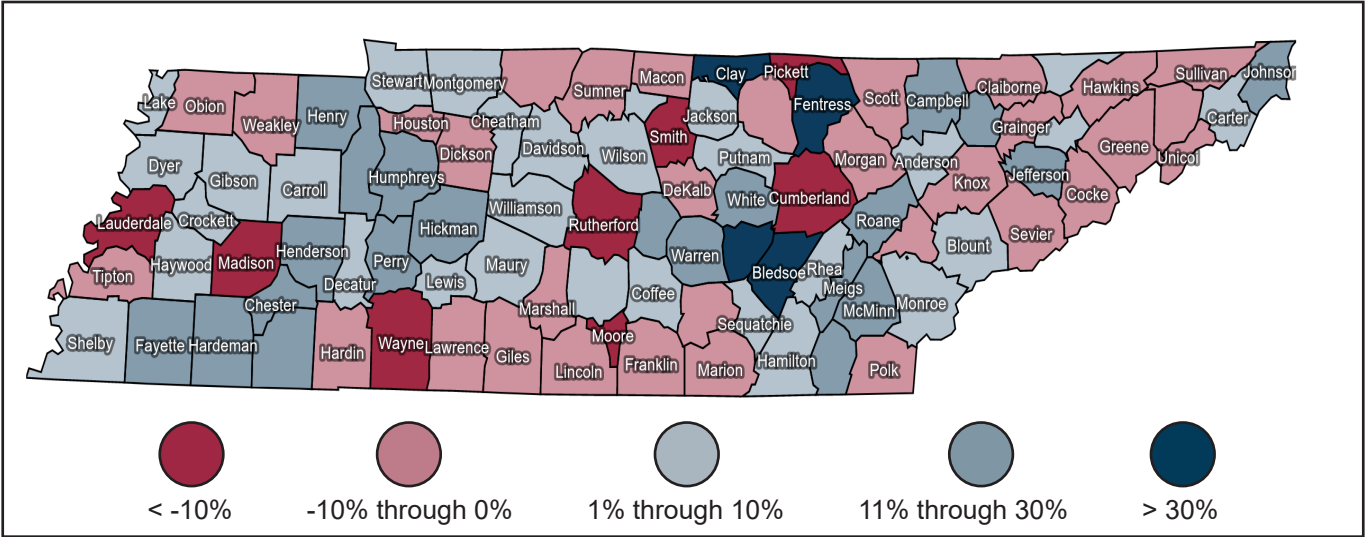 Stewart
Montgomery
Macon
Clay
Pickett
Sullivan
Johnson
Lake
Obion
Sumner
Fentress
Scott
Campbell
Claiborne
Hawkins
Weakley
Henry
Houston
Cheatham
Smith
Jackson
Grainger
Carter
Dyer
Dickson
Davidson
Wilson
Putnam
Morgan
Anderson
Greene
Unicoi
Gibson
Carroll
Humphreys
DeKalb
White
Cumberland
Knox
Jefferson
Cocke
Lauderdale
Crockett
Williamson
Rutherford
Roane
Sevier
Tipton
Haywood
Madison
Henderson
Perry
Hickman
Maury
Warren
Bledsoe
Rhea
Blount
Chester
Decatur
Lewis
Marshall
Coffee
Meigs
McMinn
Monroe
Shelby
Fayette
Hardeman
Hardin
Wayne
Lawrence
Giles
Lincoln
Moore
Franklin
Sequatchie
Marion
Hamilton
Polk
< -10%
-10% through 0%
1% through 10%
11% through 30%
> 30%